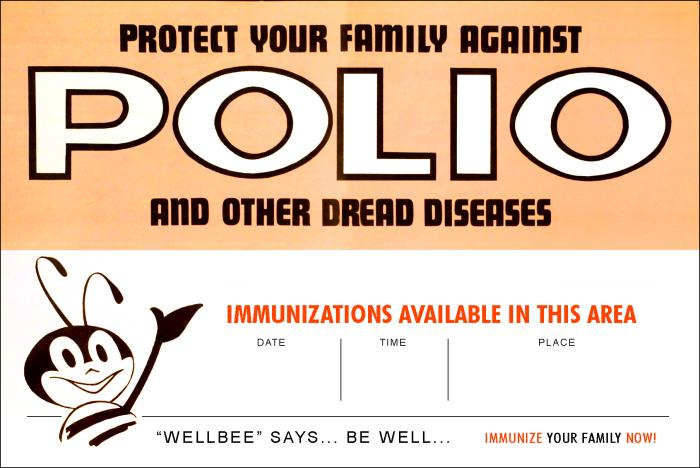 PROTECT YOUR FAMILY AGAINST
POLIO
AND OTHER DREAD DISEASES
IMMUNIZATIONS AVAILABLE IN THIS AREA
DATE TIME PLACE
“WELLBEE” SAYS... BE WELL... IMMUNIZE YOUR FAMILY NOW!